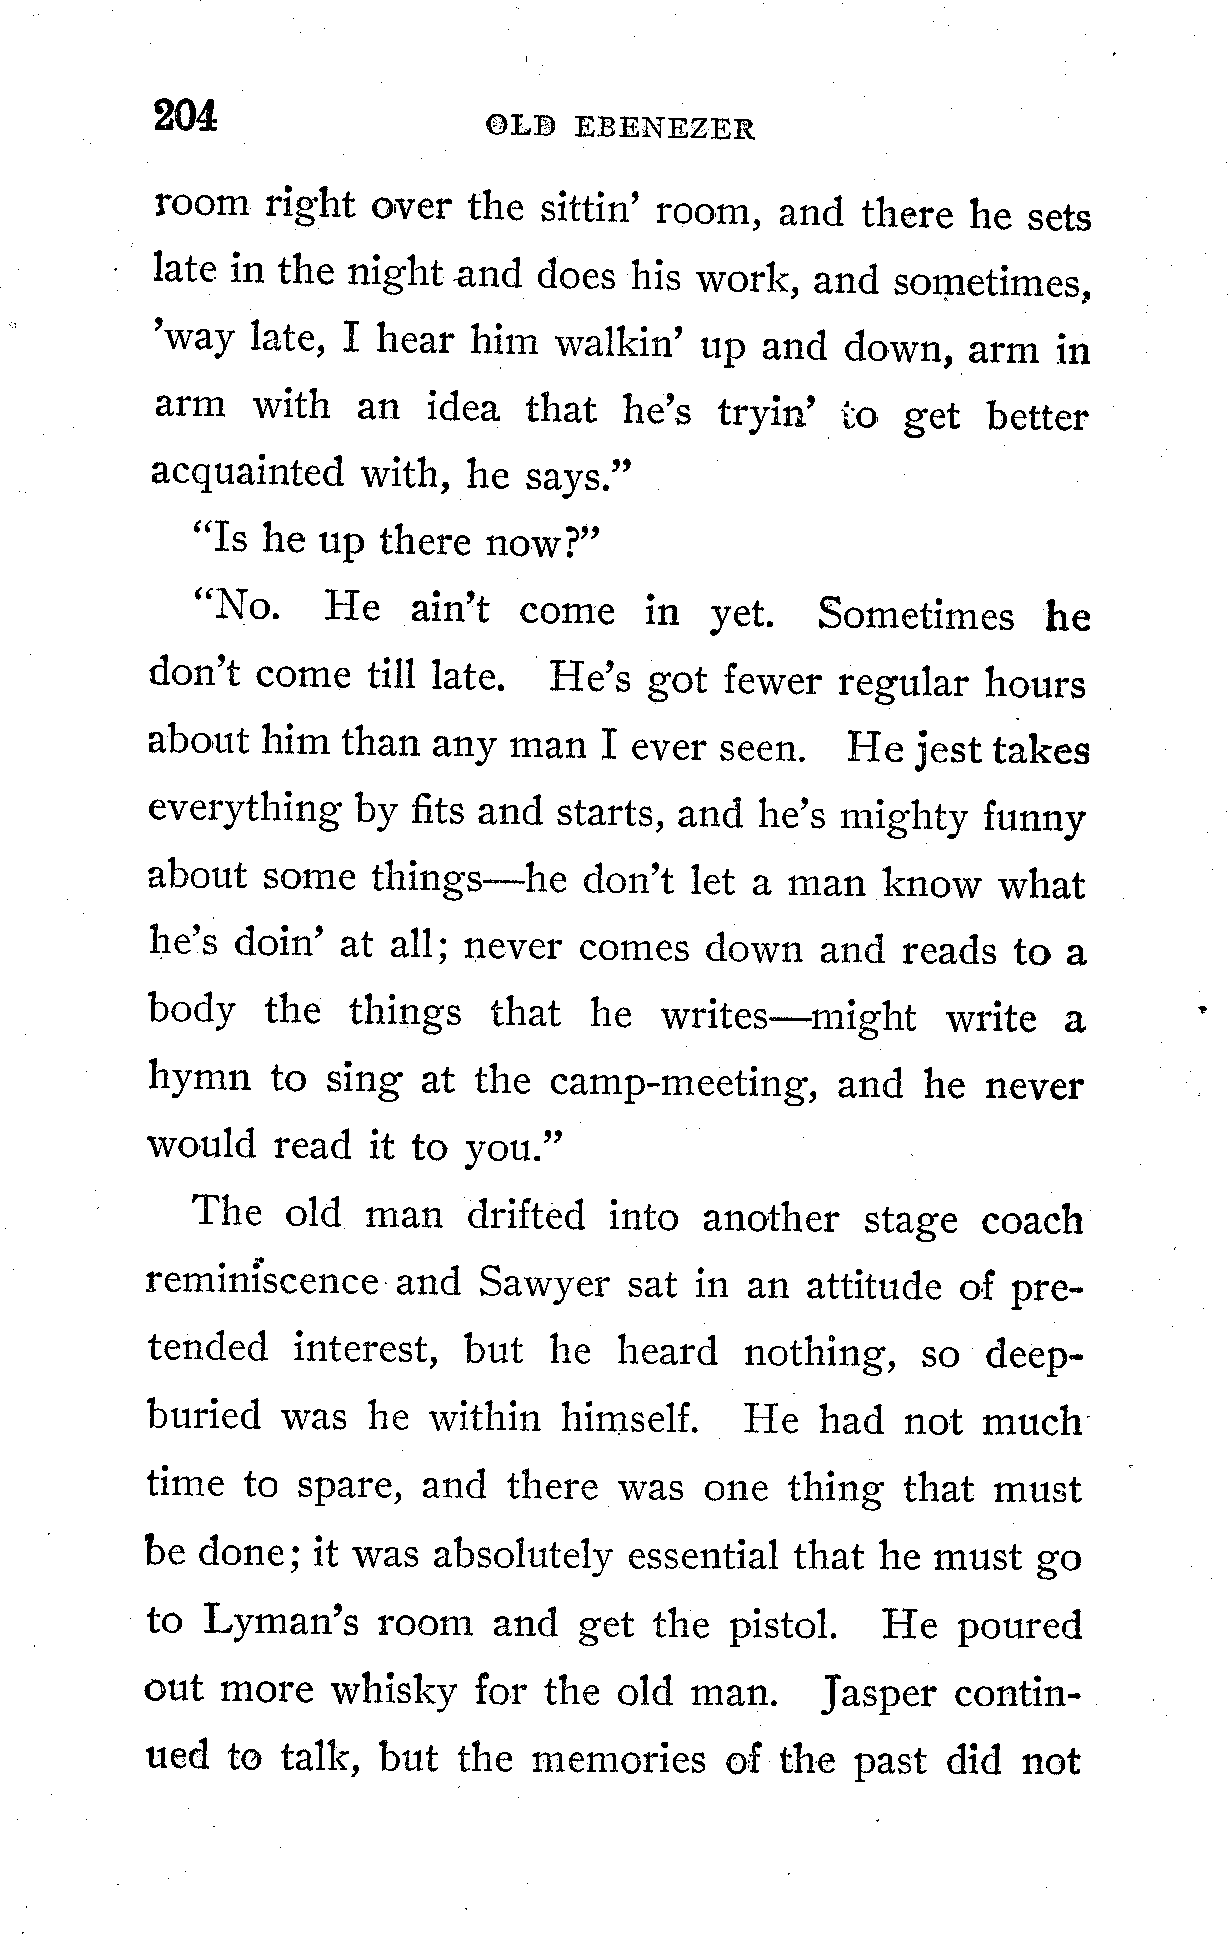 204
OLD EBENEZER
room right over the sittin' room, and there he sets
late in the night and does his work, and sometimes,
'way late, I hear him walkin' up and down, arm in
arm with an idea that he's tryin' to get better
acquainted with, he says."
"Is he up there now?"
"No. He ain't come in yet. Sometimes he
don't come till late. He's got fewer regular hours
about him than any man I ever seen. He jest takes
everything by fits and starts, and he's mighty funny
about some things—he don't let a man know what
he's doin' at all; never comes down and reads to a
body the things that he writes—might write a
hymn to sing at the camp-meeting, and he never
would read it to you."
The old man drifted into another stage coach
reminiscence and Sawyer sat in an attitude of pre-
tended interest, but he heard nothing, so deep-
buried was he within himself. He had not much
time to spare, and there was one thing that must
be done; it was absolutely essential that he must go
to Lyman's room and get the pistol. He poured
out more whisky for the old man. Jasper contin-
ued to talk, but the memories of the past did not